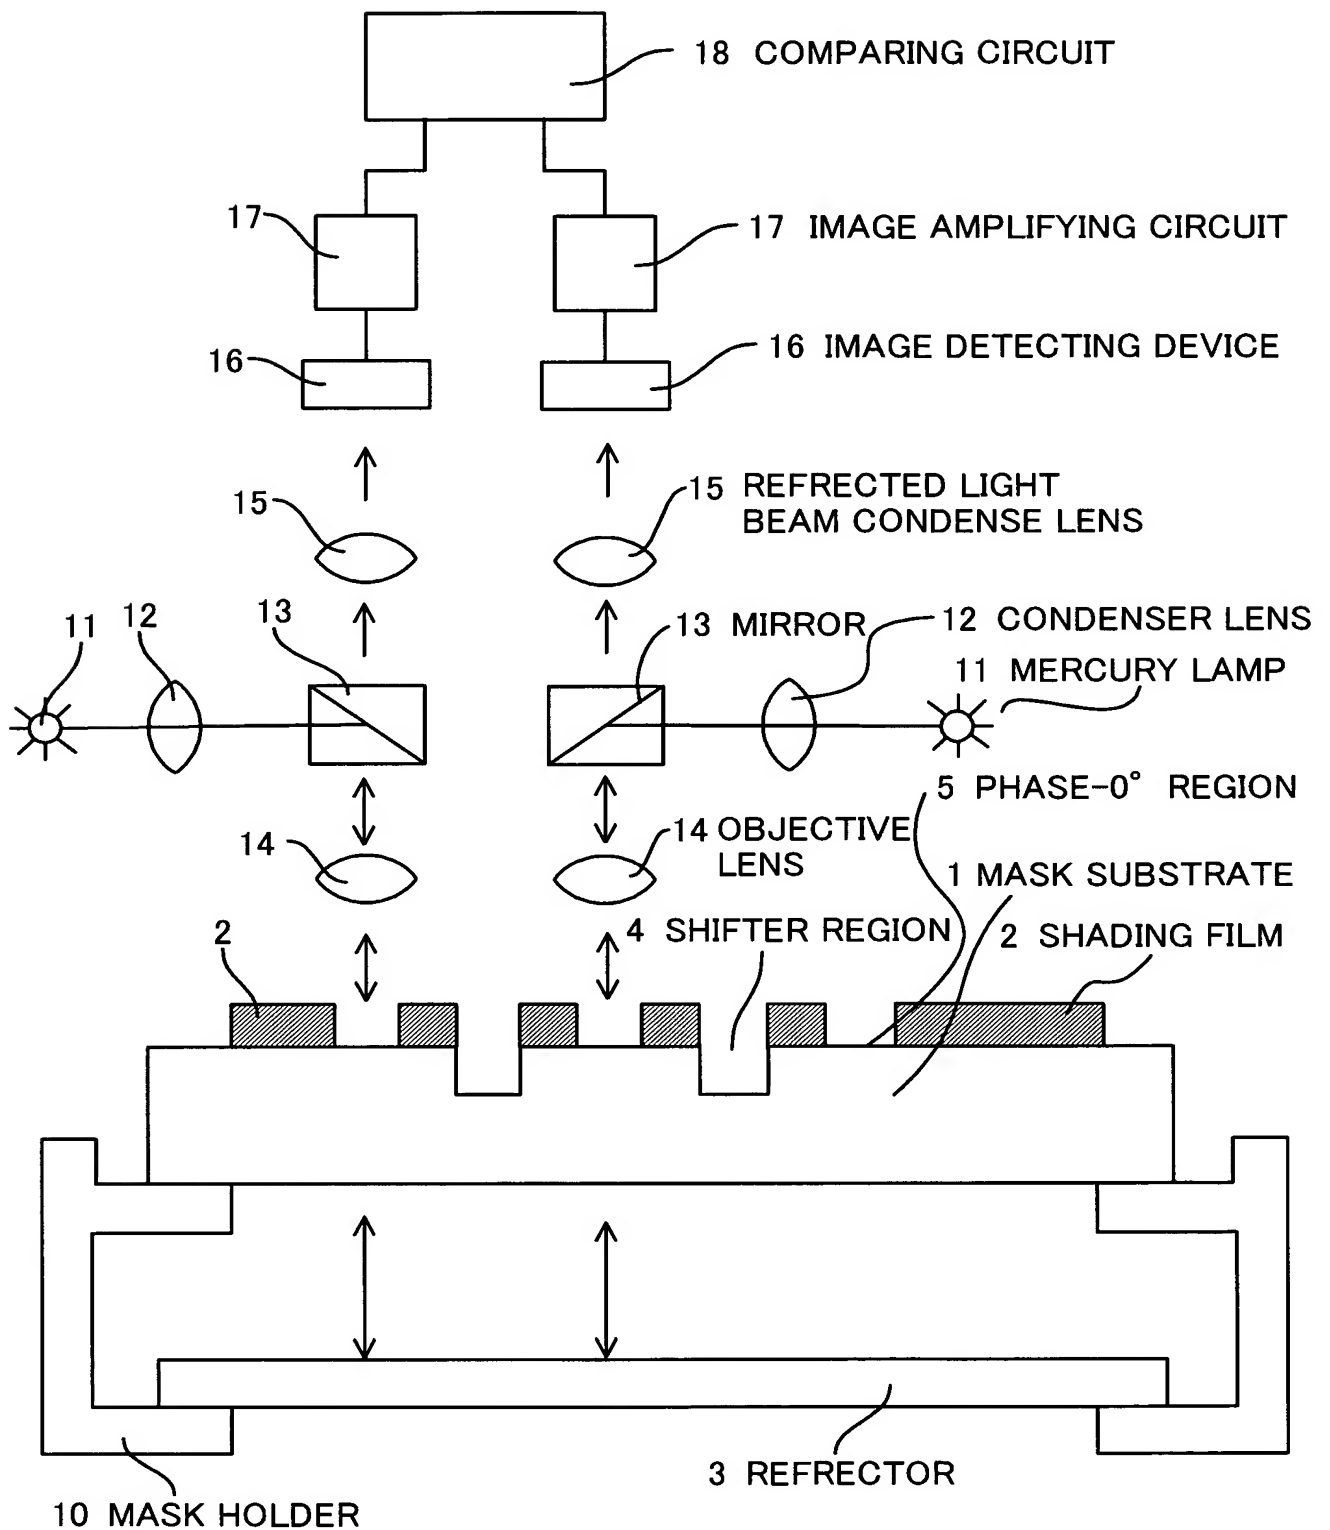 18 COMPARING CIRCUIT
17
17 IMAGE AMPLIFYING CIRCUIT
16
16 IMAGE DETECTING DEVICE
15
15 REFRECTED LIGHT
BEAM CONDENSE LENS
11
12
13
13 MIRROR
12 CONDENSER LENS
11 MERCURY LAMP
5 PHASE-0° REGION
14
14 OBJECTIVE
LENS
1 MASK SUBSTRATE
2
4 SHIFTER REGION
2 SHADING FILM
3 REFRECTOR
10 MASK HOLDER